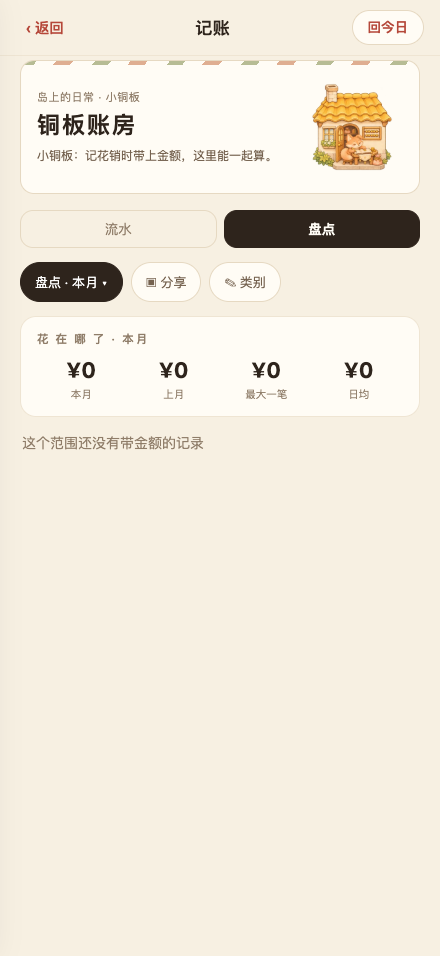 ‹ 返回
记账
回今日
岛上的日常 · 小铜板
铜板账房
小铜板：记花销时带上金额，这里能一起算。
流水
盘点
盘点 · 本月 ▾
▣ 分享
✎ 类别
花在哪了 · 本月
¥0 ¥0 ¥0 ¥0
本月 上月 最大一笔 日均
这个范围还没有带金额的记录